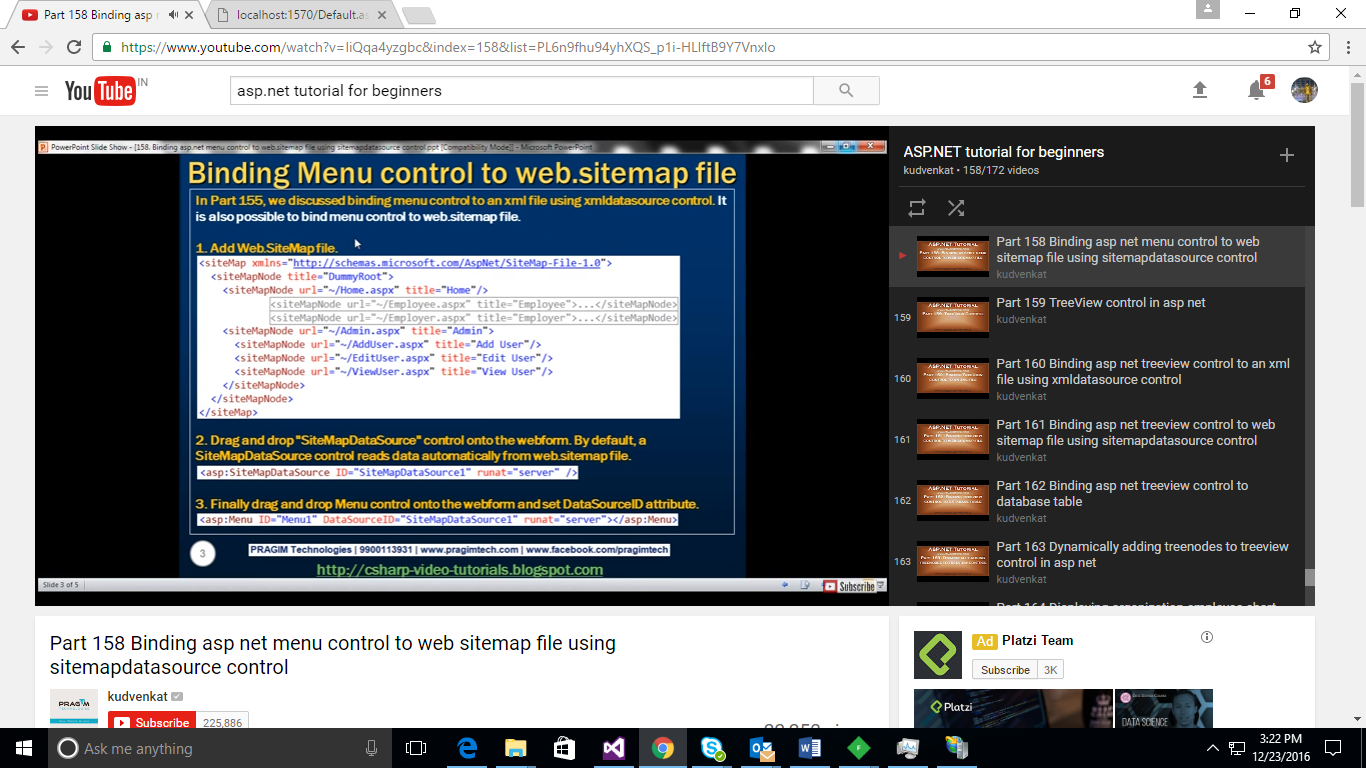 Part 158 Binding asp n
localhost:1570/Default.as
https://www.youtube.com/watch?v=IiQqa4yzgbc&index=158&list=PL6n9fhu94yhXQS_p1i-HLIftB9Y7Vnxlo
YouTube IN
asp.net tutorial for beginners
6
PowerPoint Slide Show - [158. Binding asp.net menu control to web.sitemap file using sitemapdatasource control.ppt [Compatibility Mode]] - Microsoft PowerPoint
Binding Menu control to web.sitemap file
In Part 155, we discussed binding menu control to an xml file using xmldatasource control. It
is also possible to bind menu control to web.sitemap file.
1. Add Web.SiteMap file.
<siteMap xmlns="http://schemas.microsoft.com/AspNet/SiteMap-File-1.0">
<siteMapNode title="DummyRoot">
<siteMapNode url="~/Home.aspx" title="Home"/>
<siteMapNode url="~/Employee.aspx" title="Employee">...</siteMapNode>
<siteMapNode url="~/Employer.aspx" title="Employer">...</siteMapNode>
<siteMapNode url="~/Admin.aspx" title="Admin">
<siteMapNode url="~/AddUser.aspx" title="Add User"/>
<siteMapNode url="~/EditUser.aspx" title="Edit User"/>
<siteMapNode url="~/ViewUser.aspx" title="View User"/>
</siteMapNode>
</siteMapNode>
</siteMap>
2. Drag and drop "SiteMapDataSource" control onto the webform. By default, a
SiteMapDataSource control reads data automatically from web.sitemap file.
<asp:SiteMapDataSource ID="SiteMapDataSource1" runat="server" />
3. Finally drag and drop Menu control onto the webform and set DataSourceID attribute.
<asp:Menu ID="Menu1" DataSourceID="SiteMapDataSource1" runat="server"></asp:Menu>
3
PRAGIM Technologies | 9900113931 | www.pragimtech.com | www.facebook.com/pragimtech
http://csharp-video-tutorials.blogspot.com
Slide 3 of 5
Subscribe
ASP.NET tutorial for beginners
kudvenkat • 158/172 videos
Part 158 Binding asp net menu control to web
sitemap file using sitemapdatasource control
kudvenkat
159
Part 159 TreeView control in asp net
kudvenkat
160
Part 160 Binding asp net treeview control to an xml
file using xmldatasource control
kudvenkat
161
Part 161 Binding asp net treeview control to web
sitemap file using sitemapdatasource control
kudvenkat
162
Part 162 Binding asp net treeview control to
database table
kudvenkat
163
Part 163 Dynamically adding treenodes to treeview
control in asp net
kudvenkat
Part 158 Binding asp net menu control to web sitemap file using
sitemapdatasource control
PRAGIM
kudvenkat
Subscribe 225,886
Ad Platzi Team
Subscribe 3K
Platzi
DATA SCIENCE
Ask me anything
3:22 PM
12/23/2016